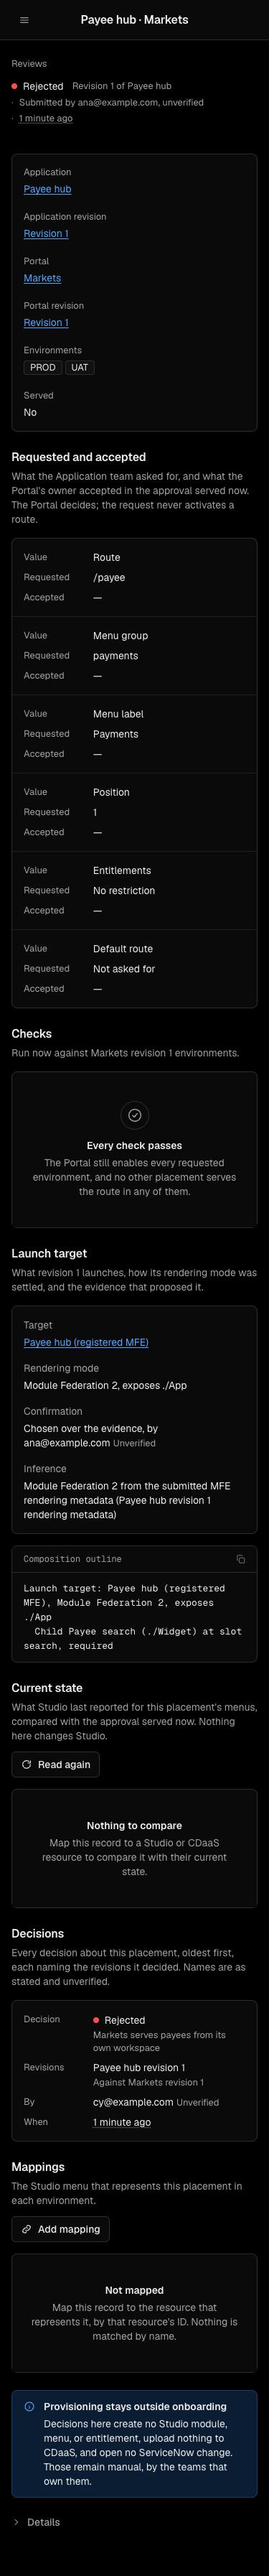 Payee hub · Markets
Reviews
Rejected Revision 1 of Payee hub
· Submitted by ana@example.com, unverified
· 1 minute ago
Application
Payee hub
Application revision
Revision 1
Portal
Markets
Portal revision
Revision 1
Environments
PROD UAT
Served
No
Requested and accepted
What the Application team asked for, and what the
Portal's owner accepted in the approval served now.
The Portal decides; the request never activates a
route.
Value Route
Requested /payee
Accepted —
Value Menu group
Requested payments
Accepted —
Value Menu label
Requested Payments
Accepted —
Value Position
Requested 1
Accepted —
Value Entitlements
Requested No restriction
Accepted —
Value Default route
Requested Not asked for
Accepted —
Checks
Run now against Markets revision 1 environments.
Every check passes
The Portal still enables every requested
environment, and no other placement serves
the route in any of them.
Launch target
What revision 1 launches, how its rendering mode was
settled, and the evidence that proposed it.
Target
Payee hub (registered MFE)
Rendering mode
Module Federation 2, exposes ./App
Confirmation
Chosen over the evidence, by
ana@example.com Unverified
Inference
Module Federation 2 from the submitted MFE
rendering metadata (Payee hub revision 1
rendering metadata)
Composition outline
Launch target: Payee hub (registered
MFE), Module Federation 2, exposes
./App
Child Payee search (./Widget) at slot
search, required
Current state
What Studio last reported for this placement's menus,
compared with the approval served now. Nothing
here changes Studio.
Read again
Nothing to compare
Map this record to a Studio or CDaaS
resource to compare it with their current
state.
Decisions
Every decision about this placement, oldest first,
each naming the revisions it decided. Names are as
stated and unverified.
Decision Rejected
Markets serves payees from its
own workspace
Revisions Payee hub revision 1
Against Markets revision 1
By cy@example.com Unverified
When 1 minute ago
Mappings
The Studio menu that represents this placement in
each environment.
Add mapping
Not mapped
Map this record to the resource that
represents it, by that resource's ID. Nothing is
matched by name.
Provisioning stays outside onboarding
Decisions here create no Studio module,
menu, or entitlement, upload nothing to
CDaaS, and open no ServiceNow change.
Those remain manual, by the teams that
own them.
Details